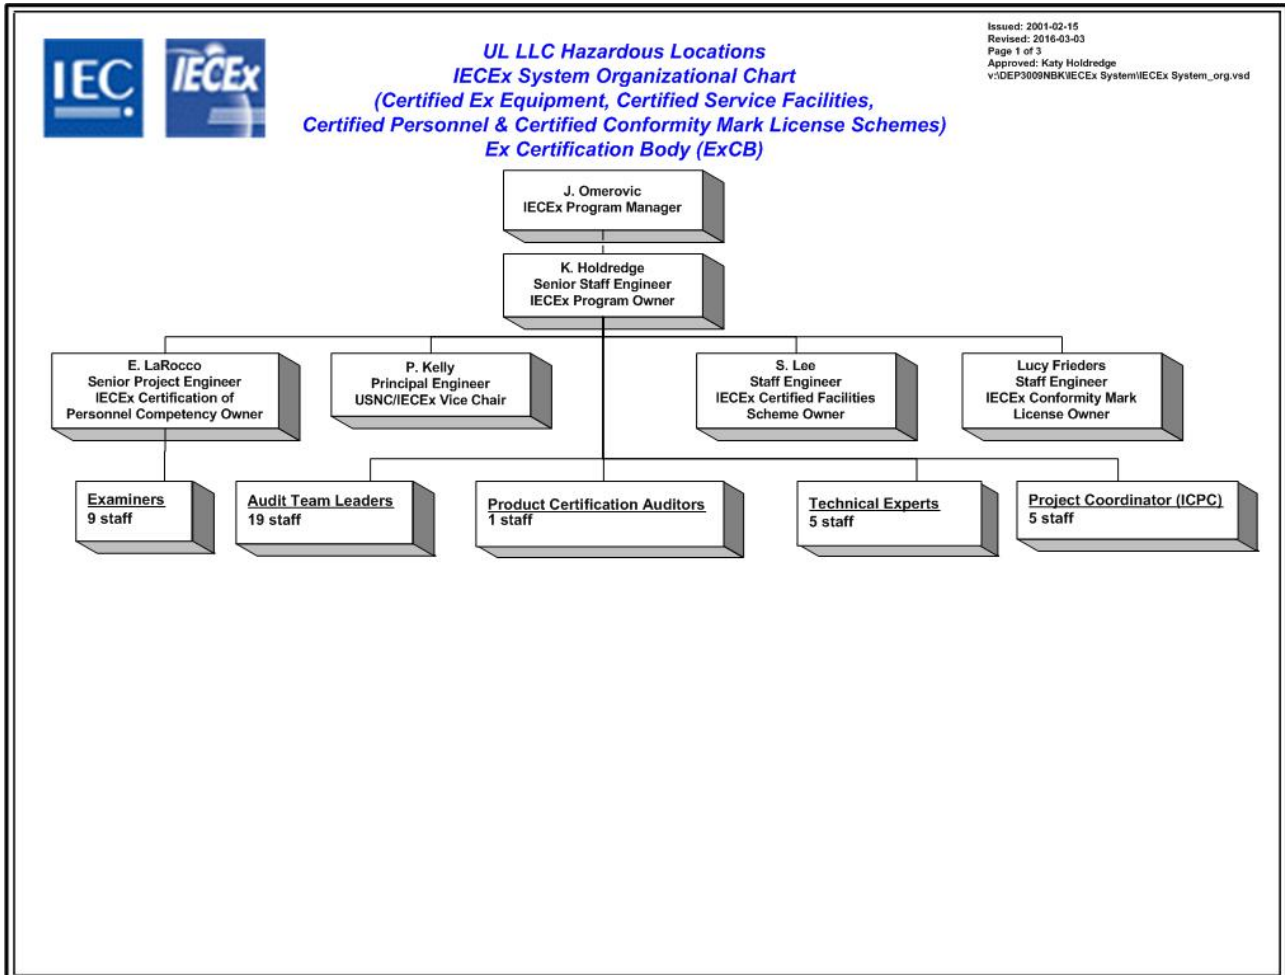 Issued: 2001-02-15
Revised: 2016-03-03
Page 1 of 3
Approved: Katy Holdredge
v:\DEP3009NBK\IECEx System\IECEx System_org.vsd
IEC
IECEx
UL LLC Hazardous Locations
IECEx System Organizational Chart
(Certified Ex Equipment, Certified Service Facilities,
Certified Personnel & Certified Conformity Mark License Schemes)
Ex Certification Body (ExCB)
J. Omerovic
IECEx Program Manager
K. Holdredge
Senior Staff Engineer
IECEx Program Owner
E. LaRocco
Senior Project Engineer
IECEx Certification of
Personnel Competency Owner
P. Kelly
Principal Engineer
USNC/IECEx Vice Chair
S. Lee
Staff Engineer
IECEx Certified Facilities
Scheme Owner
Lucy Frieders
Staff Engineer
IECEx Conformity Mark
License Owner
Examiners
9 staff
Audit Team Leaders
19 staff
Product Certification Auditors
1 staff
Technical Experts
5 staff
Project Coordinator (ICPC)
5 staff